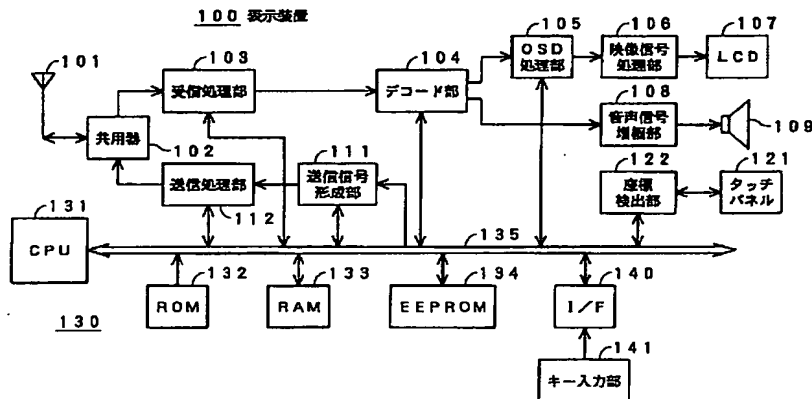 100 表示装置
101
102
共用器
103
受信処理部
104
デコード部
105
OSD
処理部
106
映像信号
処理部
107
LCD
108
音声信号
増幅部
109
111
送信信号
形成部
112
送信処理部
122
座標
検出部
121
タッチ
パネル
131
CPU
135
132
ROM
133
RAM
134
EEPROM
140
I/F
130
141
キー入力部